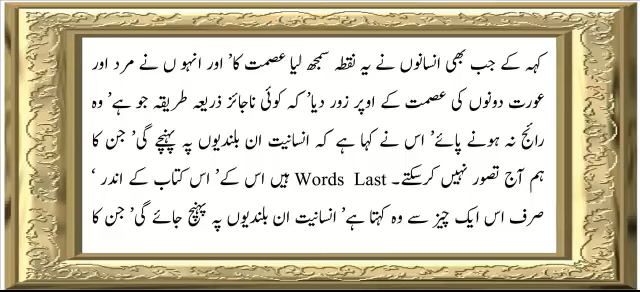 کہہ کے جب بھی انسانوں نے یہ نقطہ سمجھ لیا عصمت کا’ اور انہو ں نے مرد اور
عورت دونوں کی عصمت کے اوپر زور دیا’ کہ کوئی ناجائز ذریعہ طریقہ جو ہے’ وہ
رائج نہ ہونے پائے’ اس نے کہا ہے کہ انسانیت ان بلندیوں پہ پہنچے گی’ جن کا
ہم آج تصور نہیں کرسکتے۔ Words Last ہیں اس کے’ اس کتاب کے اندر ‘
صرف اس ایک چیز سے وہ کہتا ہے’ انسانیت ان بلندیوں پہ پہنچ جائے گی’ جن کا